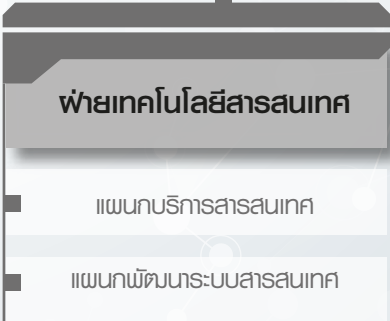 ฝ่ายเทคโนโลยีสารสนเทศ
แผนกบริการสารสนเทศ
แผนกพัฒนาระบบสารสนเทศ